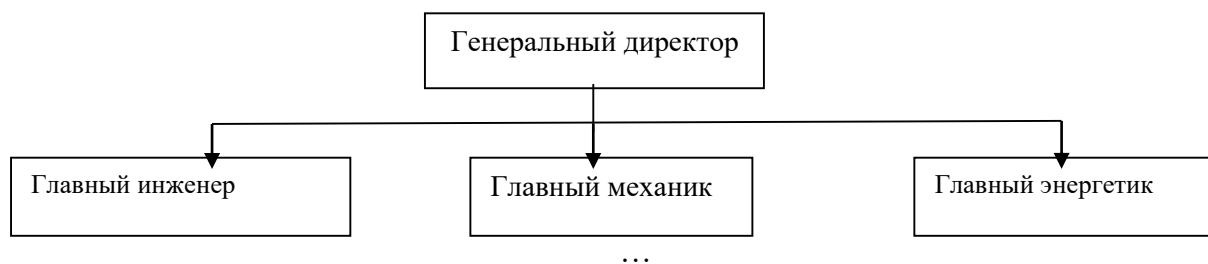 Генеральный директор
Главный инженер
Главный механик
Главный энергетик
...